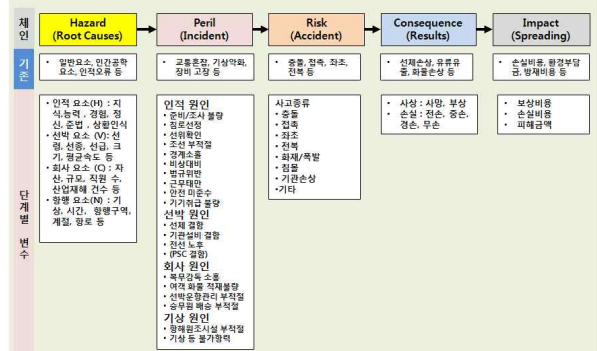 체인
Hazard
(Root Causes)
Peril
(Incident)
Risk
(Accident)
Consequence
(Results)
Impact
(Spreading)
기존
• 일반요소, 인간공학
요소, 인적오류 등
• 교통혼잡, 기상악화,
장비 고장 등
• 충돌, 접촉, 좌초,
전복 등
• 선체손상, 유류유
출, 화물손상 등
• 손실비용, 환경부담
금, 방재비용 등
단계별 변수
• 인적 요소(H) : 지
식,능력 , 경험, 정
신, 준법 , 상황인식
• 선박 요소 (V): 선
령, 선종, 선급, 크
기, 평균속도 등
• 회사 요소 (C) : 자
산, 규모, 직원 수,
산업재해 건수 등
• 항행 요소(N) : 기
상, 시간, 항행구역,
계절, 항로 등
인적 원인
• 준비/조사 불량
• 침로선정
• 선위확인
• 조선 부적절
• 경계소홀
• 비상대비
• 법규위반
• 근무태만
• 안전 미준수
• 기기취급 불량
선박 원인
• 선체 결함
• 기관설비 결함
• 전선 노후
• (PSC 결함)
회사 원인
• 복무감독 소홀
• 여객 화물 적재불량
• 선박운항관리 부적절
• 승무원 배승 부적절
기상 원인
• 항해원조시설 부적절
• 기상 등 불가항력
사고종류
• 충돌
• 접촉
• 좌초
• 전복
• 화재/폭발
• 침몰
• 기관손상
•기타
• 사상 : 사망, 부상
• 손실 : 전손, 중손,
경손, 무손
• 보상비용
• 손실비용
• 피해금액